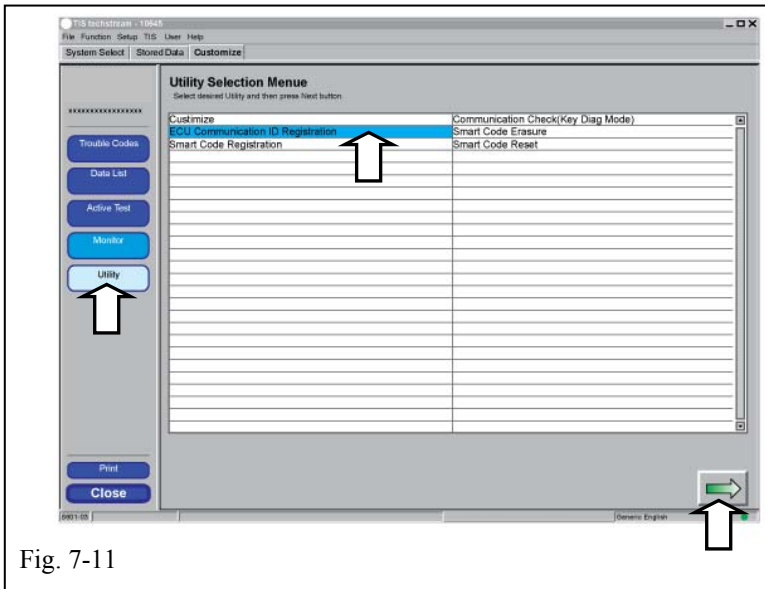 TIS techstream - 10645
File Function Setup TIS User Help
System Select Stored Data Customize
Utility Selection Menue
Select desired Utility and then press Next button.
xxxxxxxxxxxxxxxxx
Custimize Communication Check(Key Diag Mode)
ECU Communication ID Registration Smart Code Erasure
Smart Code Registration Smart Code Reset
Trouble Codes
Data List
Active Test
Monitor
Utility
Print
Close
S601-03 Generic English
Fig. 7-11